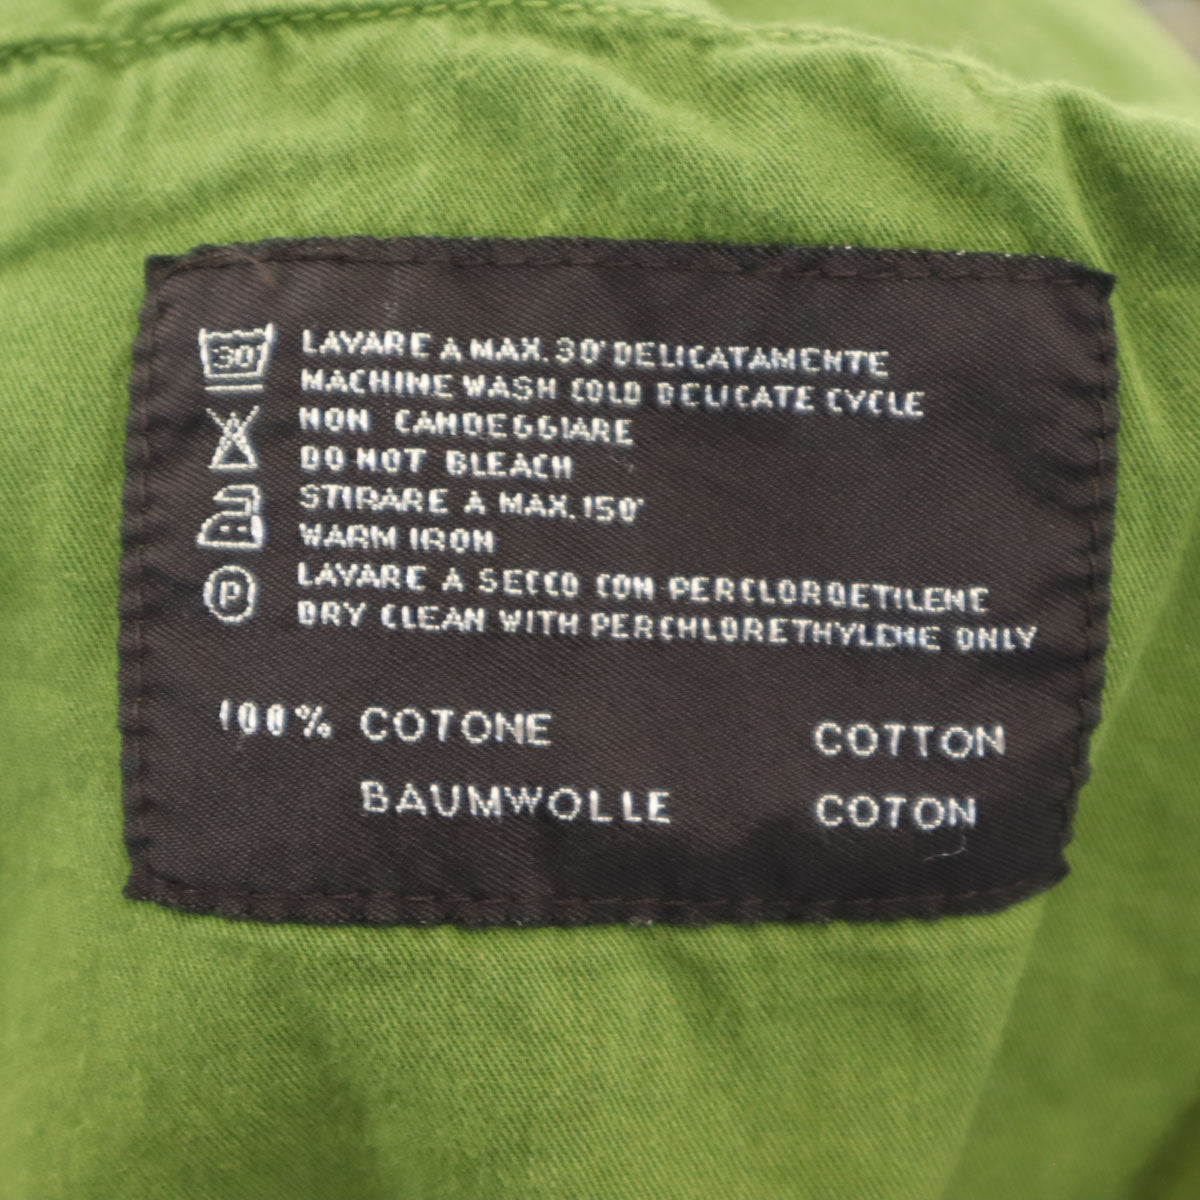 30° LAVARE A MAX. 30° DELICATAMENTE
MACHINE WASH COLD DELICATE CYCLE
NON CANDEGGIARE
DO NOT BLEACH
STIRARE A MAX. 150°
WARM IRON
P LAVARE A SECCO CON PERCLOROETILENE
DRY CLEAN WITH PERCHLORETHYLENE ONLY
100% COTONE COTTON
BAUMWOLLE COTON